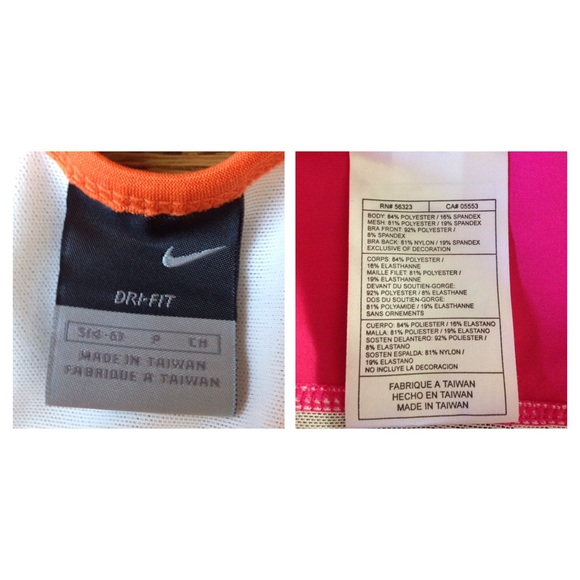 DRI-FIT
S(4-6) P CH
MADE IN TAIWAN
FABRIQUE A TAIWAN
RN# 56323 CA# 05553
BODY: 84% POLYESTER / 16% SPANDEX
MESH: 81% POLYESTER / 19% SPANDEX
BRA FRONT: 92% POLYESTER /
8% SPANDEX
BRA BACK: 81% NYLON / 19% SPANDEX
EXCLUSIVE OF DECORATION
CORPS: 84% POLYESTER /
16% ELASTHANNE
MAILLE FILET: 81% POLYESTER /
19% ELASTHANNE
DEVANT DU SOUTIEN-GORGE:
92% POLYESTER / 8% ELASTHANNE
DOS DU SOUTIEN-GORGE:
81% POLYAMIDE / 19% ELASTHANNE
SANS ORNEMENTS
CUERPO: 84% POLIESTER / 16% ELASTANO
MALLA: 81% POLIESTER / 19% ELASTANO
SOSTEN DELANTERO: 92% POLIESTER /
8% ELASTANO
SOSTEN ESPALDA: 81% NYLON /
19% ELASTANO
NO INCLUYE LA DECORACION
FABRIQUE A TAIWAN
HECHO EN TAIWAN
MADE IN TAIWAN